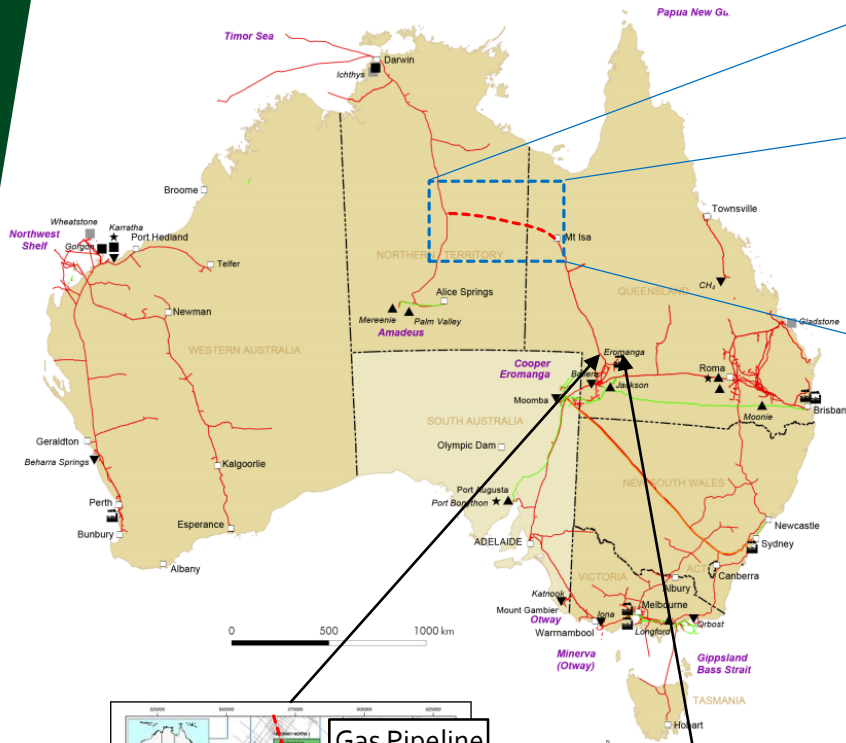 Papua New Gu
Timor Sea
Darwin
Ichthys
Broome
Wheatstone
Karratha
Northwest
Shelf
Gorgon
Port Hedland
Telfer
Townsville
Mt Isa
NORTHERN TERRITORY
CH₄
Alice Springs
QUEENSLAND
Newman
Mereenie
Palm Valley
Amadeus
Gladstone
WESTERN AUSTRALIA
Eromanga
Cooper
Eromanga
Roma
Jackson
Moomba
Moonie
Brisban
SOUTH AUSTRALIA
Geraldton
Olympic Dam
Beharra Springs
Kalgoorlie
NEW SOUTH WALES
Port Augusta
Port Bonython
Perth
Newcastle
Bunbury
Esperance
Sydney
ADELAIDE
Albany
ACT
Canberra
VICTORIA
Albury
Katnook
Melbourne
Mount Gambier
Iona
Otway
Orbost
Warrnambool
Longford
0 500 1000 km
Minerva
(Otway)
Gippsland
Bass Strait
TASMANIA
Hobart
Gas Pipeline